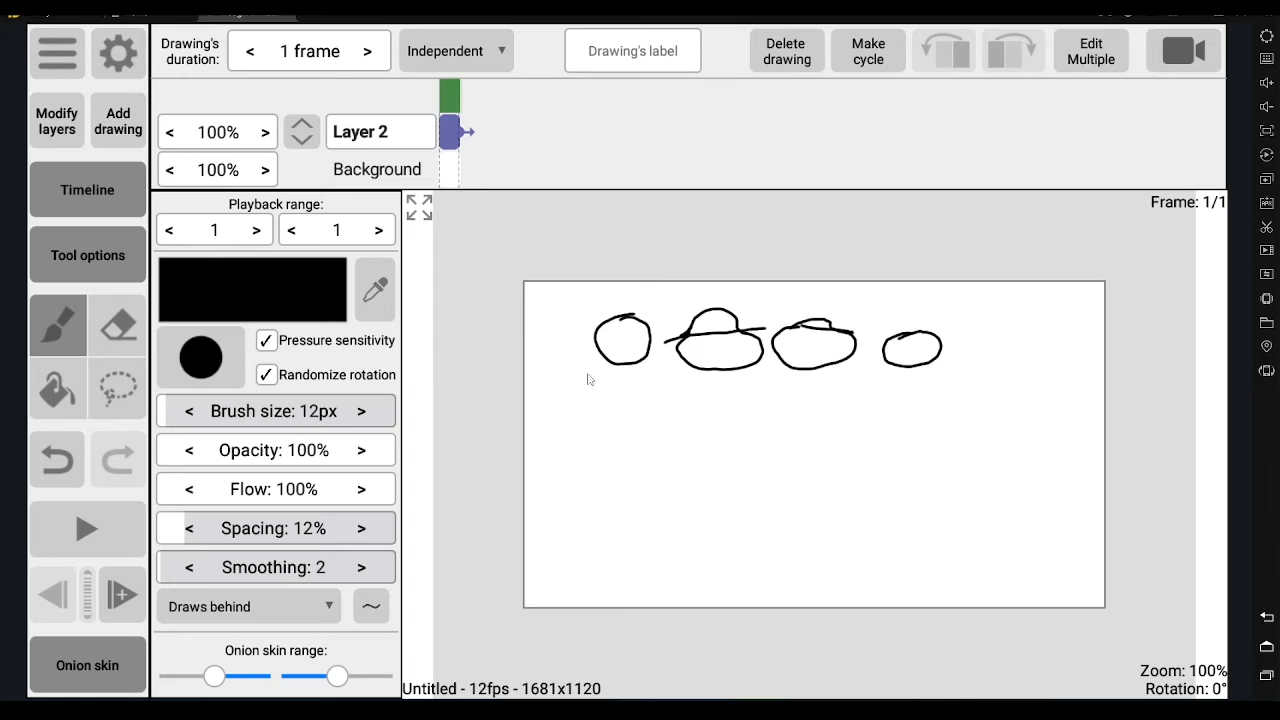 Drawing's duration:
< 1 frame >
Independent
Drawing's label
Delete drawing
Make cycle
Edit Multiple
Modify layers
Add drawing
< 100% >
Layer 2
< 100% >
Background
Timeline
Playback range:
< 1 >
< 1 >
Frame: 1/1
Tool options
✓ Pressure sensitivity
✓ Randomize rotation
< Brush size: 12px >
< Opacity: 100% >
< Flow: 100% >
< Spacing: 12% >
< Smoothing: 2 >
Draws behind
Onion skin range:
Onion skin
Untitled - 12fps - 1681x1120
Zoom: 100%
Rotation: 0°